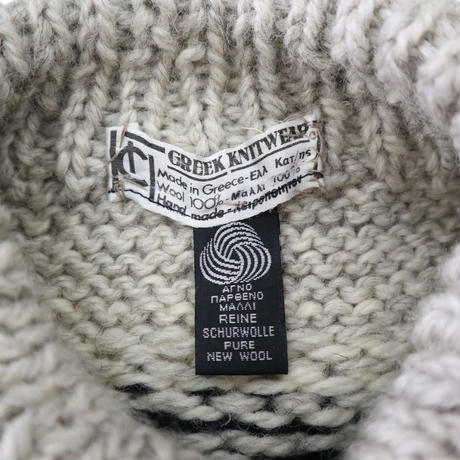 GREEK KNITWEAR
Made in Greece - Ελλ Κατ/ης
Wool 100% - Μαλλί 100%
Hand made - Χειροποίητον
ΑΓΝΟ
ΠΑΡΘΕΝΟ
ΜΑΛΛΙ
REINE
SCHURWOLLE
PURE
NEW WOOL